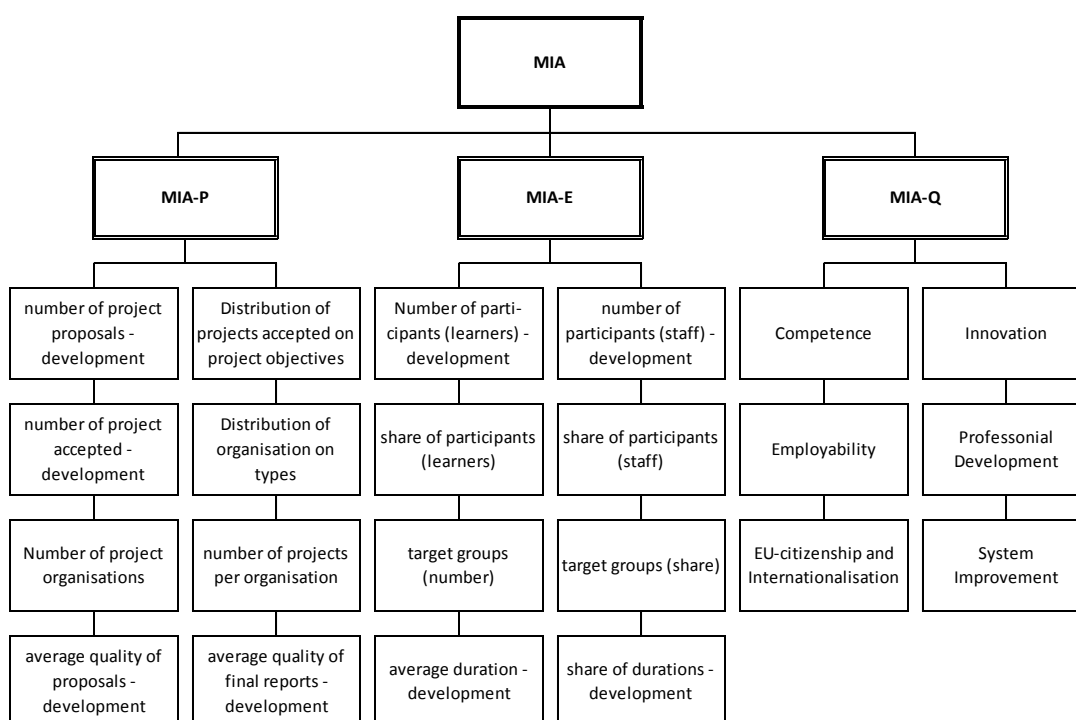 MIA
MIA-P
MIA-E
MIA-Q
number of project
proposals -
development
Distribution of
projects accepted on
project objectives
Number of parti-
cipants (learners) -
development
number of
participants (staff) -
development
Competence
Innovation
number of project
accepted -
development
Distribution of
organisation on
types
share of participants
(learners)
share of participants
(staff)
Employability
Professonial
Development
Number of project
organisations
number of projects
per organisation
target groups
(number)
target groups (share)
EU-citizenship and
Internationalisation
System
Improvement
average quality of
proposals -
development
average quality of
final reports -
development
average duration -
development
share of durations -
development